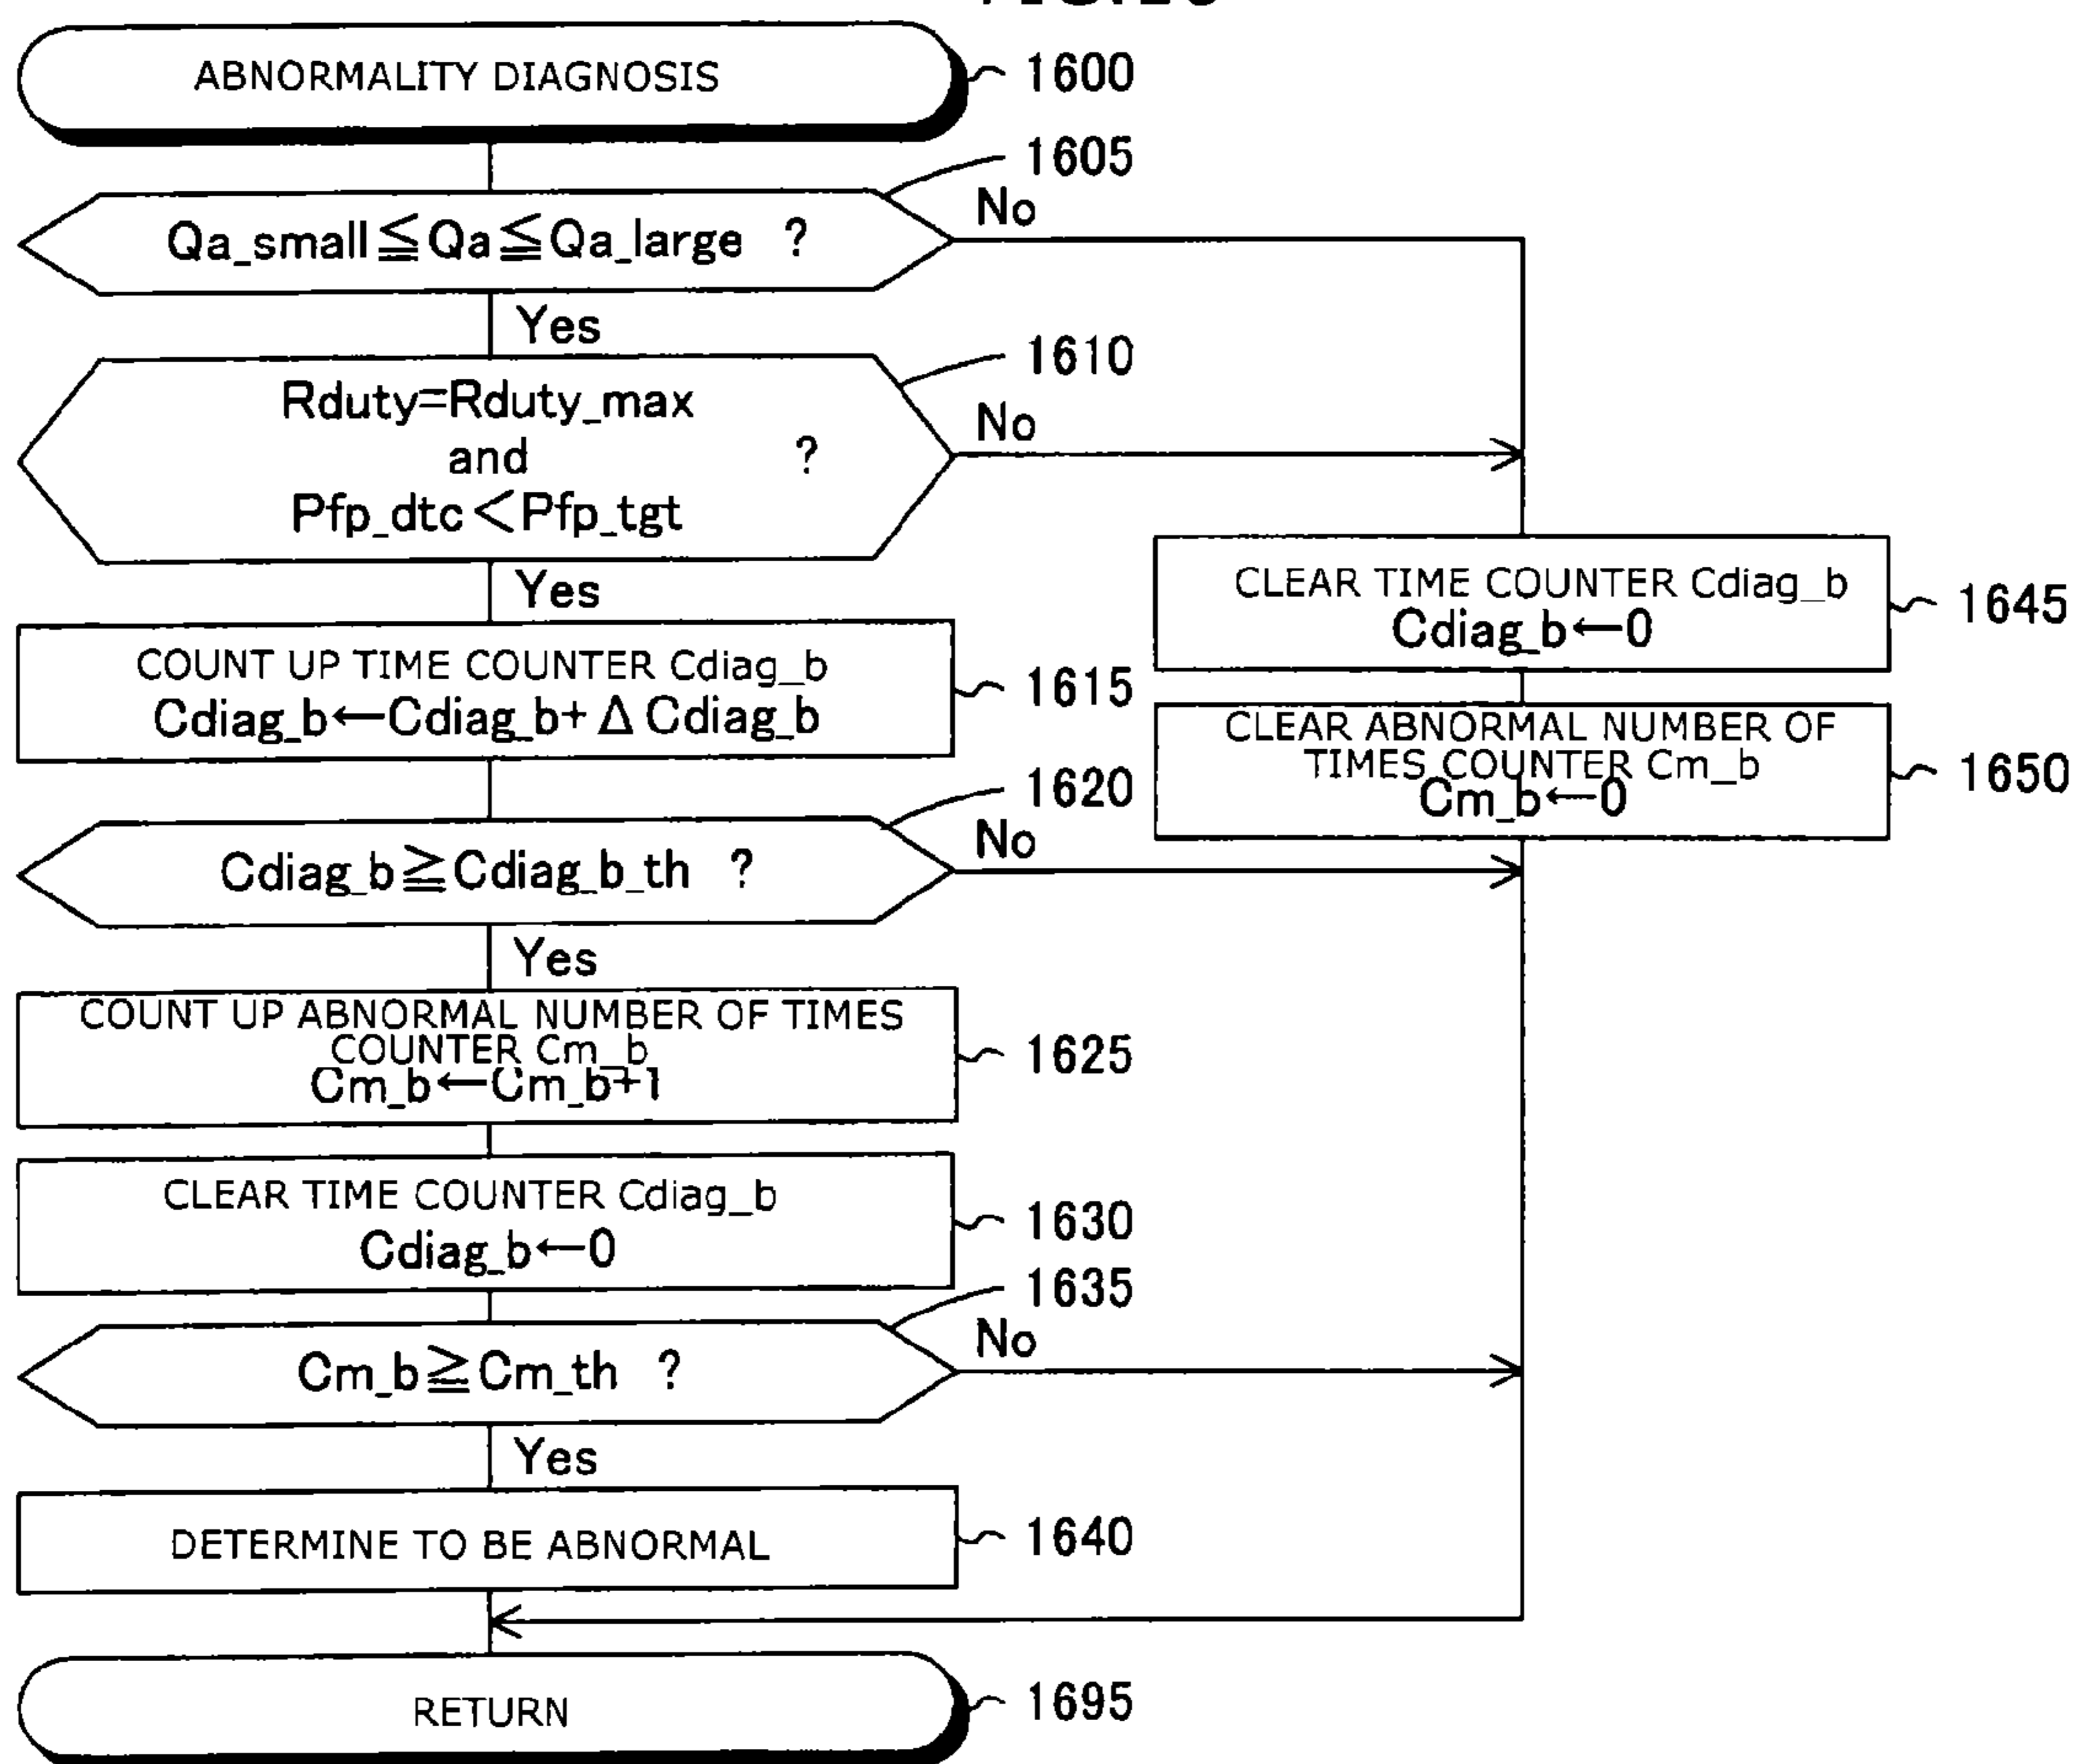 ABNORMALITY DIAGNOSIS
1600
1605
Qa_small≦Qa≦Qa_large ?
No
Yes
1610
Rduty=Rduty_max
and ?
Pfp_dtc<Pfp_tgt
No
Yes
COUNT UP TIME COUNTER Cdiag_b
Cdiag_b←Cdiag_b+ΔCdiag_b
1615
CLEAR TIME COUNTER Cdiag_b
Cdiag_b←0
1645
CLEAR ABNORMAL NUMBER OF
TIMES COUNTER Cm_b
Cm_b←0
1650
1620
Cdiag_b≧Cdiag_b_th ?
No
Yes
COUNT UP ABNORMAL NUMBER OF TIMES
COUNTER Cm_b
Cm_b←Cm_b+1
1625
CLEAR TIME COUNTER Cdiag_b
Cdiag_b←0
1630
1635
Cm_b≧Cm_th ?
No
Yes
DETERMINE TO BE ABNORMAL
1640
RETURN
1695